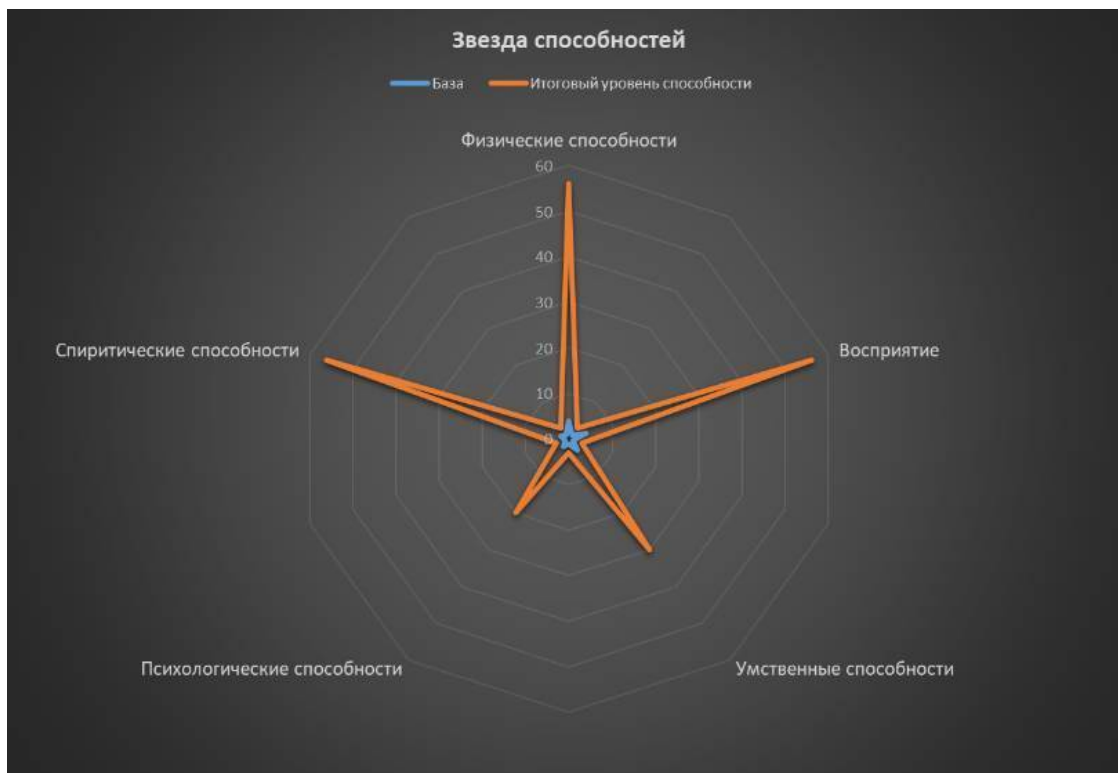 Звезда способностей
База Итоговый уровень способности
Физические способности
60
50
40
30
20
10
0
Спиритические способности
Восприятие
Психологические способности
Умственные способности